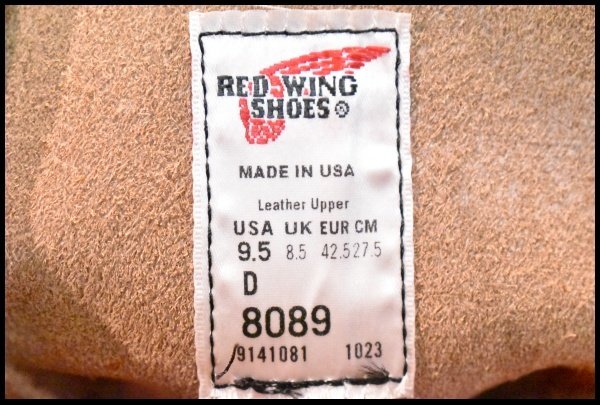 RED WING
SHOES®
MADE IN USA
Leather Upper
USA UK EUR CM
9.5 8.5 42.5 27.5
D
8089
/9141081 1023